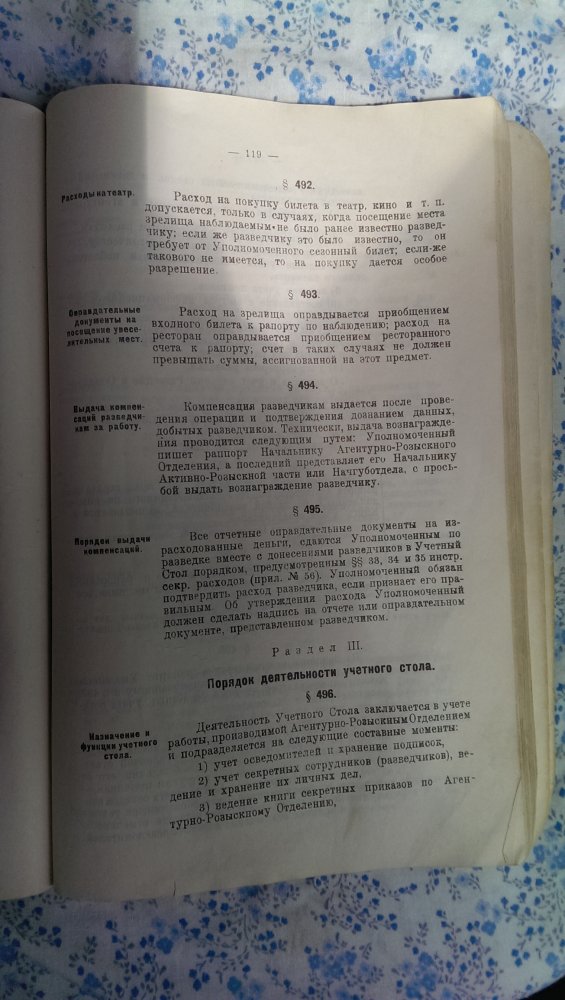 — 119 —
§ 492.
Расходы на театр.
Расход на покупку билета в театр, кино и т. п.
допускается, только в случаях, когда посещение места
зрелища наблюдаемым не было ранее известно развед-
чику; если же разведчику это было известно, то он
требует от Уполномоченного сезонный билет; если-же
такового не имеется, то на покупку дается особое
разрешение.
§ 493.
Оправдательные
документы на
посещение увесе-
лительных мест.
Расход на зрелища оправдывается приобщением
входного билета к рапорту по наблюдению; расход на
ресторан оправдывается приобщением ресторанного
счета к рапорту; счет в таких случаях не должен
превышать суммы, ассигнованной на этот предмет.
§ 494.
Выдача компен-
саций разведчи-
кам за работу.
Компенсация разведчикам выдается после прове-
дения операции и подтверждения дознанием данных,
добытых разведчиком. Технически, выдача вознагражде-
ния проводится следующим путем: Уполномоченный
пишет раппорт Начальнику Агентурно-Розыскного
Отделения, а последний представляет его Начальнику
Активно-Розыскной части или Начгуботдела, с прось-
бой выдать вознаграждение разведчику.
§ 495.
Порядок выдачи
компенсаций.
Все отчетные оправдательные документы на из-
расходованные деньги, сдаются Уполномоченным по
разведке вместе с донесениями разведчиков в Учетный
Стол порядком, предусмотренным §§ 33, 34 и 35 инстр.
секр. расходов (прил. № 56). Уполномоченный обязан
подтвердить расход разведчика, если признает его пра-
вильным. Об утверждении расхода Уполномоченный
должен сделать надпись на отчете или оправдательном
документе, представленном разведчиком.
Раздел III.
Порядок деятельности учетного стола.
§ 496.
Назначение и
функции учетного
стола.
Деятельность Учетного Стола заключается в учете
работы, производимой Агентурно-Розыскным Отделением
и подразделяется на следующие составные моменты:
1) учет осведомителей и хранение подписок,
2) учет секретных сотрудников (разведчиков), ве-
дение и хранение их личных дел,
3) ведение книги секретных приказов по Аген-
турно-Розыскному Отделению,